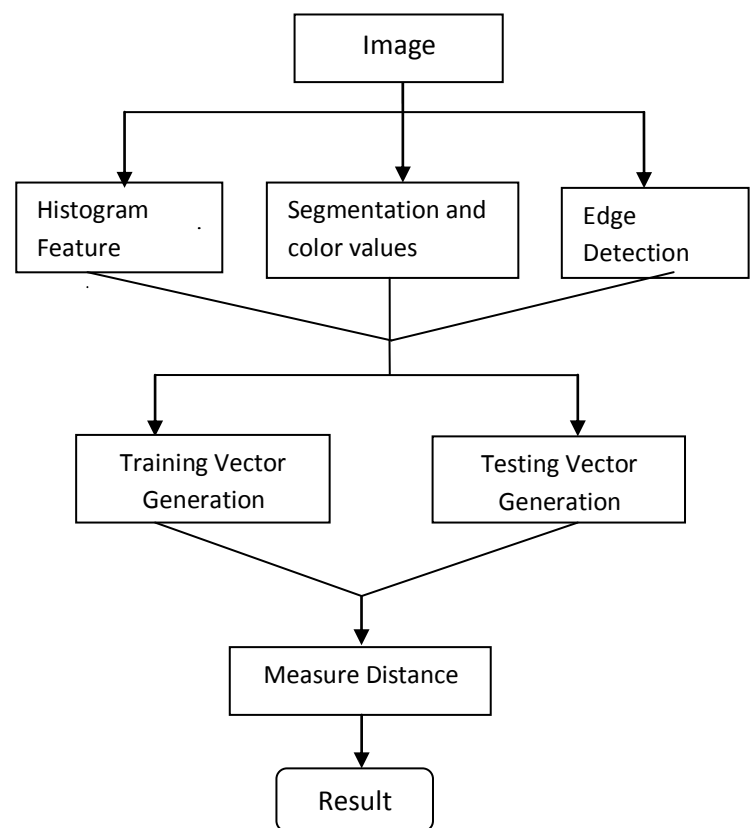 Image
Histogram
Feature
Segmentation and
color values
Edge
Detection
Training Vector
Generation
Testing Vector
Generation
Measure Distance
Result